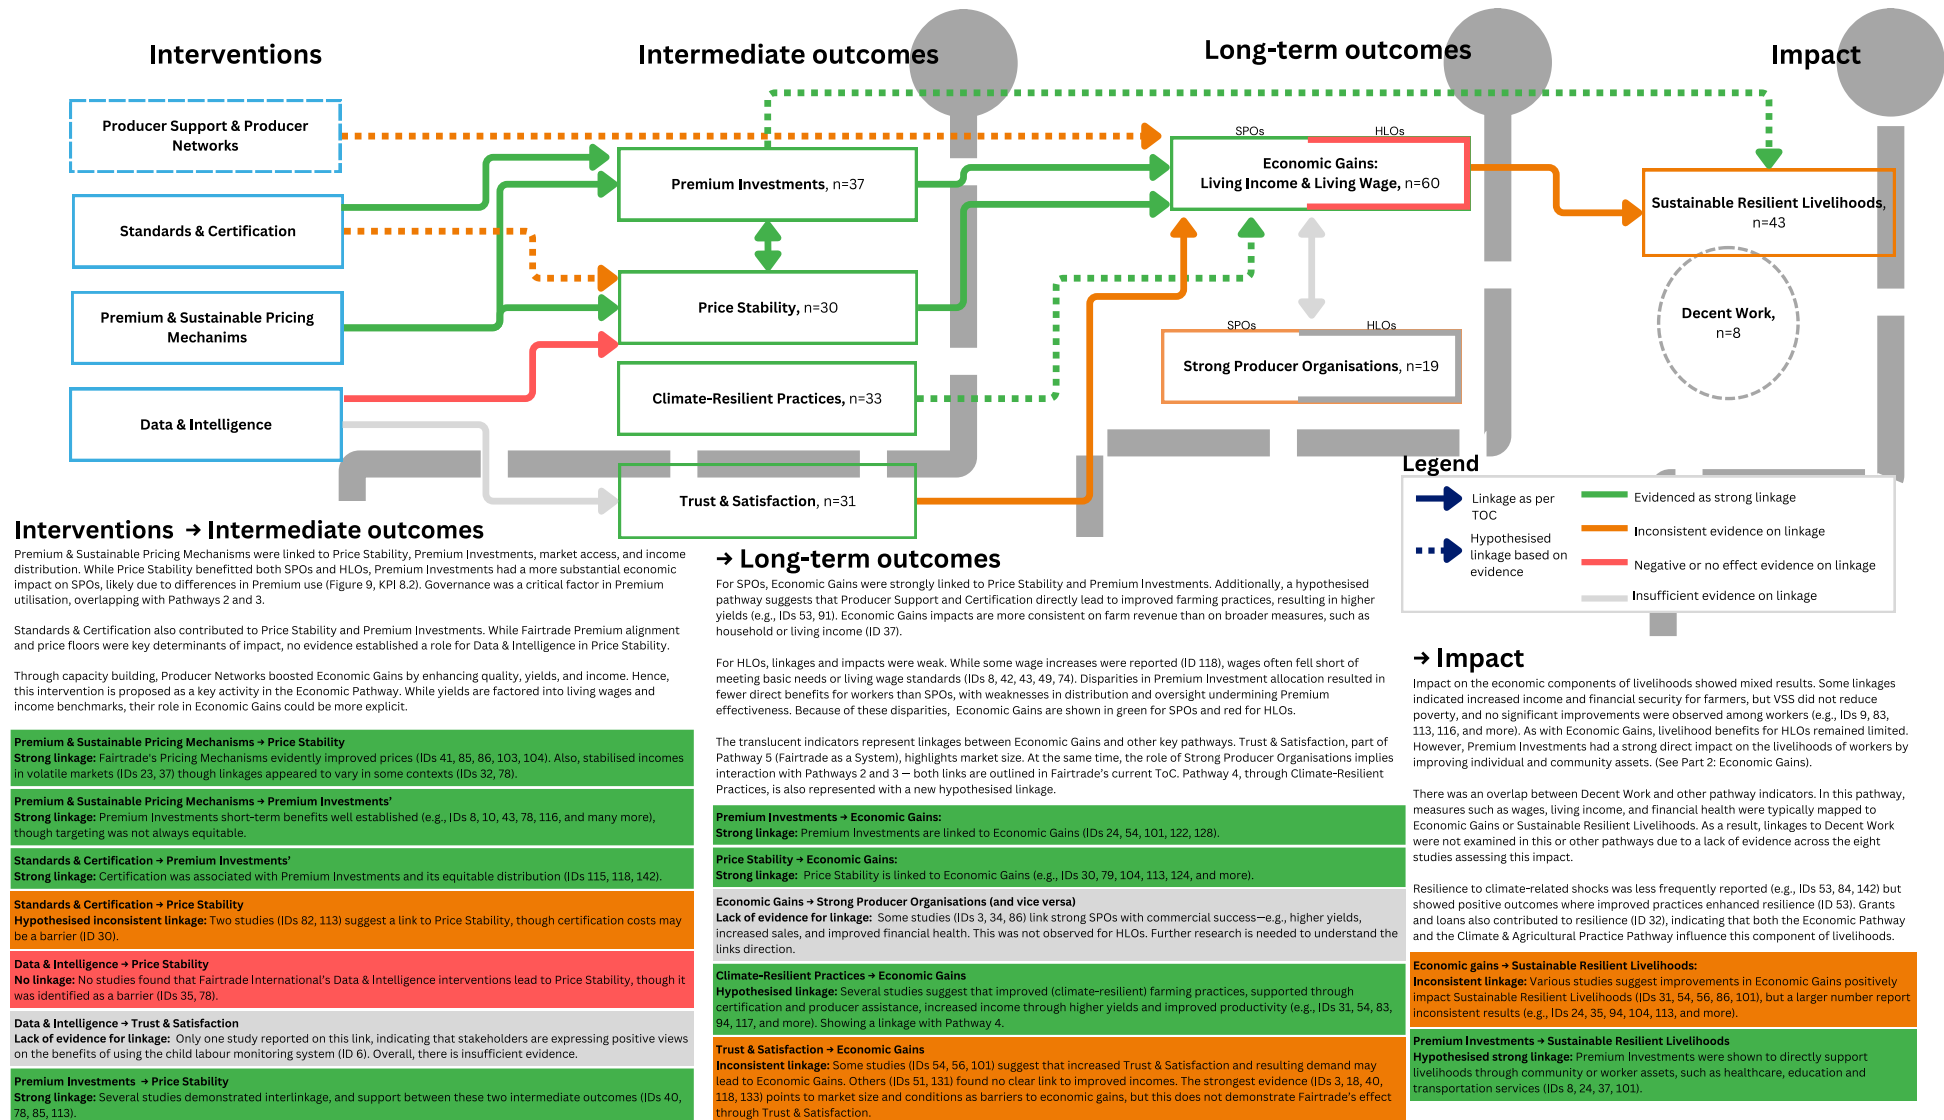 Interventions
Intermediate outcomes
Long-term outcomes
Impact
Producer Support & Producer
Networks
Standards & Certification
Premium & Sustainable Pricing
Mechanims
Data & Intelligence
Premium Investments, n=37
Price Stability, n=30
Climate-Resilient Practices, n=33
Trust & Satisfaction, n=31
SPOs HLOs
Economic Gains:
Living Income & Living Wage, n=60
SPOs HLOs
Strong Producer Organisations, n=19
Sustainable Resilient Livelihoods,
n=43
Decent Work,
n=8
Legend
Linkage as per
TOC
Hypothesised
linkage based on
evidence
Evidenced as strong linkage
Inconsistent evidence on linkage
Negative or no effect evidence on linkage
Insufficient evidence on linkage
Interventions → Intermediate outcomes
Premium & Sustainable Pricing Mechanisms were linked to Price Stability, Premium Investments, market access, and income
distribution. While Price Stability benefitted both SPOs and HLOs, Premium Investments had a more substantial economic
impact on SPOs, likely due to differences in Premium use (Figure 9, KPI 8.2). Governance was a critical factor in Premium
utilisation, overlapping with Pathways 2 and 3.
Standards & Certification also contributed to Price Stability and Premium Investments. While Fairtrade Premium alignment
and price floors were key determinants of impact, no evidence established a role for Data & Intelligence in Price Stability.
Through capacity building, Producer Networks boosted Economic Gains by enhancing quality, yields, and income. Hence,
this intervention is proposed as a key activity in the Economic Pathway. While yields are factored into living wages and
income benchmarks, their role in Economic Gains could be more explicit.
Premium & Sustainable Pricing Mechanisms → Price Stability
Strong linkage: Fairtrade's Pricing Mechanisms evidently improved prices (IDs 41, 85, 86, 103, 104). Also, stabilised incomes
in volatile markets (IDs 23, 37) though linkages appeared to vary in some contexts (IDs 32, 78).
Premium & Sustainable Pricing Mechanisms → Premium Investments’
Strong linkage: Premium Investments short-term benefits well established (e.g., IDs 8, 10, 43, 78, 116, and many more),
though targeting was not always equitable.
Standards & Certification → Premium Investments’
Strong linkage: Certification was associated with Premium Investments and its equitable distribution (IDs 115, 118, 142).
Standards & Certification → Price Stability
Hypothesised inconsistent linkage: Two studies (IDs 82, 113) suggest a link to Price Stability, though certification costs may
be a barrier (ID 30).
Data & Intelligence → Price Stability
No linkage: No studies found that Fairtrade International’s Data & Intelligence interventions lead to Price Stability, though it
was identified as a barrier (IDs 35, 78).
Data & Intelligence → Trust & Satisfaction
Lack of evidence for linkage: Only one study reported on this link, indicating that stakeholders are expressing positive views
on the benefits of using the child labour monitoring system (ID 6). Overall, there is insufficient evidence.
Premium Investments → Price Stability
Strong linkage: Several studies demonstrated interlinkage, and support between these two intermediate outcomes (IDs 40,
78, 85, 113).
→ Long-term outcomes
For SPOs, Economic Gains were strongly linked to Price Stability and Premium Investments. Additionally, a hypothesised
pathway suggests that Producer Support and Certification directly lead to improved farming practices, resulting in higher
yields (e.g., IDs 53, 91). Economic Gains impacts are more consistent on farm revenue than on broader measures, such as
household or living income (ID 37).
For HLOs, linkages and impacts were weak. While some wage increases were reported (ID 118), wages often fell short of
meeting basic needs or living wage standards (IDs 8, 42, 43, 49, 74). Disparities in Premium Investment allocation resulted in
fewer direct benefits for workers than SPOs, with weaknesses in distribution and oversight undermining Premium
effectiveness. Because of these disparities, Economic Gains are shown in green for SPOs and red for HLOs.
The translucent indicators represent linkages between Economic Gains and other key pathways. Trust & Satisfaction, part of
Pathway 5 (Fairtrade as a System), highlights market size. At the same time, the role of Strong Producer Organisations implies
interaction with Pathways 2 and 3 — both links are outlined in Fairtrade’s current ToC. Pathway 4, through Climate-Resilient
Practices, is also represented with a new hypothesised linkage.
Premium Investments → Economic Gains:
Strong linkage: Premium Investments are linked to Economic Gains (IDs 24, 54, 101, 122, 128).
Price Stability → Economic Gains:
Strong linkage: Price Stability is linked to Economic Gains (e.g., IDs 30, 79, 104, 113, 124, and more).
Economic Gains → Strong Producer Organisations (and vice versa)
Lack of evidence for linkage: Some studies (IDs 3, 34, 86) link strong SPOs with commercial success—e.g., higher yields,
increased sales, and improved financial health. This was not observed for HLOs. Further research is needed to understand the
links direction.
Climate-Resilient Practices → Economic Gains
Hypothesised linkage: Several studies suggest that improved (climate-resilient) farming practices, supported through
certification and producer assistance, increased income through higher yields and improved productivity (e.g., IDs 31, 54, 83,
94, 117, and more). Showing a linkage with Pathway 4.
Trust & Satisfaction → Economic Gains
Inconsistent linkage: Some studies (IDs 54, 56, 101) suggest that increased Trust & Satisfaction and resulting demand may
lead to Economic Gains. Others (IDs 51, 131) found no clear link to improved incomes. The strongest evidence (IDs 3, 18, 40,
118, 133) points to market size and conditions as barriers to economic gains, but this does not demonstrate Fairtrade’s effect
through Trust & Satisfaction.
→ Impact
Impact on the economic components of livelihoods showed mixed results. Some linkages
indicated increased income and financial security for farmers, but VSS did not reduce
poverty, and no significant improvements were observed among workers (e.g., IDs 9, 83,
113, 116, and more). As with Economic Gains, livelihood benefits for HLOs remained limited.
However, Premium Investments had a strong direct impact on the livelihoods of workers by
improving individual and community assets. (See Part 2: Economic Gains).
There was an overlap between Decent Work and other pathway indicators. In this pathway,
measures such as wages, living income, and financial health were typically mapped to
Economic Gains or Sustainable Resilient Livelihoods. As a result, linkages to Decent Work
were not examined in this or other pathways due to a lack of evidence across the eight
studies assessing this impact.
Resilience to climate-related shocks was less frequently reported (e.g., IDs 53, 84, 142) but
showed positive outcomes where improved practices enhanced resilience (ID 53). Grants
and loans also contributed to resilience (ID 32), indicating that both the Economic Pathway
and the Climate & Agricultural Practice Pathway influence this component of livelihoods.
Economic gains → Sustainable Resilient Livelihoods:
Inconsistent linkage: Various studies suggest improvements in Economic Gains positively
impact Sustainable Resilient Livelihoods (IDs 31, 54, 56, 86, 101), but a larger number report
inconsistent results (e.g., IDs 24, 35, 94, 104, 113, and more).
Premium Investments → Sustainable Resilient Livelihoods
Hypothesised strong linkage: Premium Investments were shown to directly support
livelihoods through community or worker assets, such as healthcare, education and
transportation services (IDs 8, 24, 37, 101).